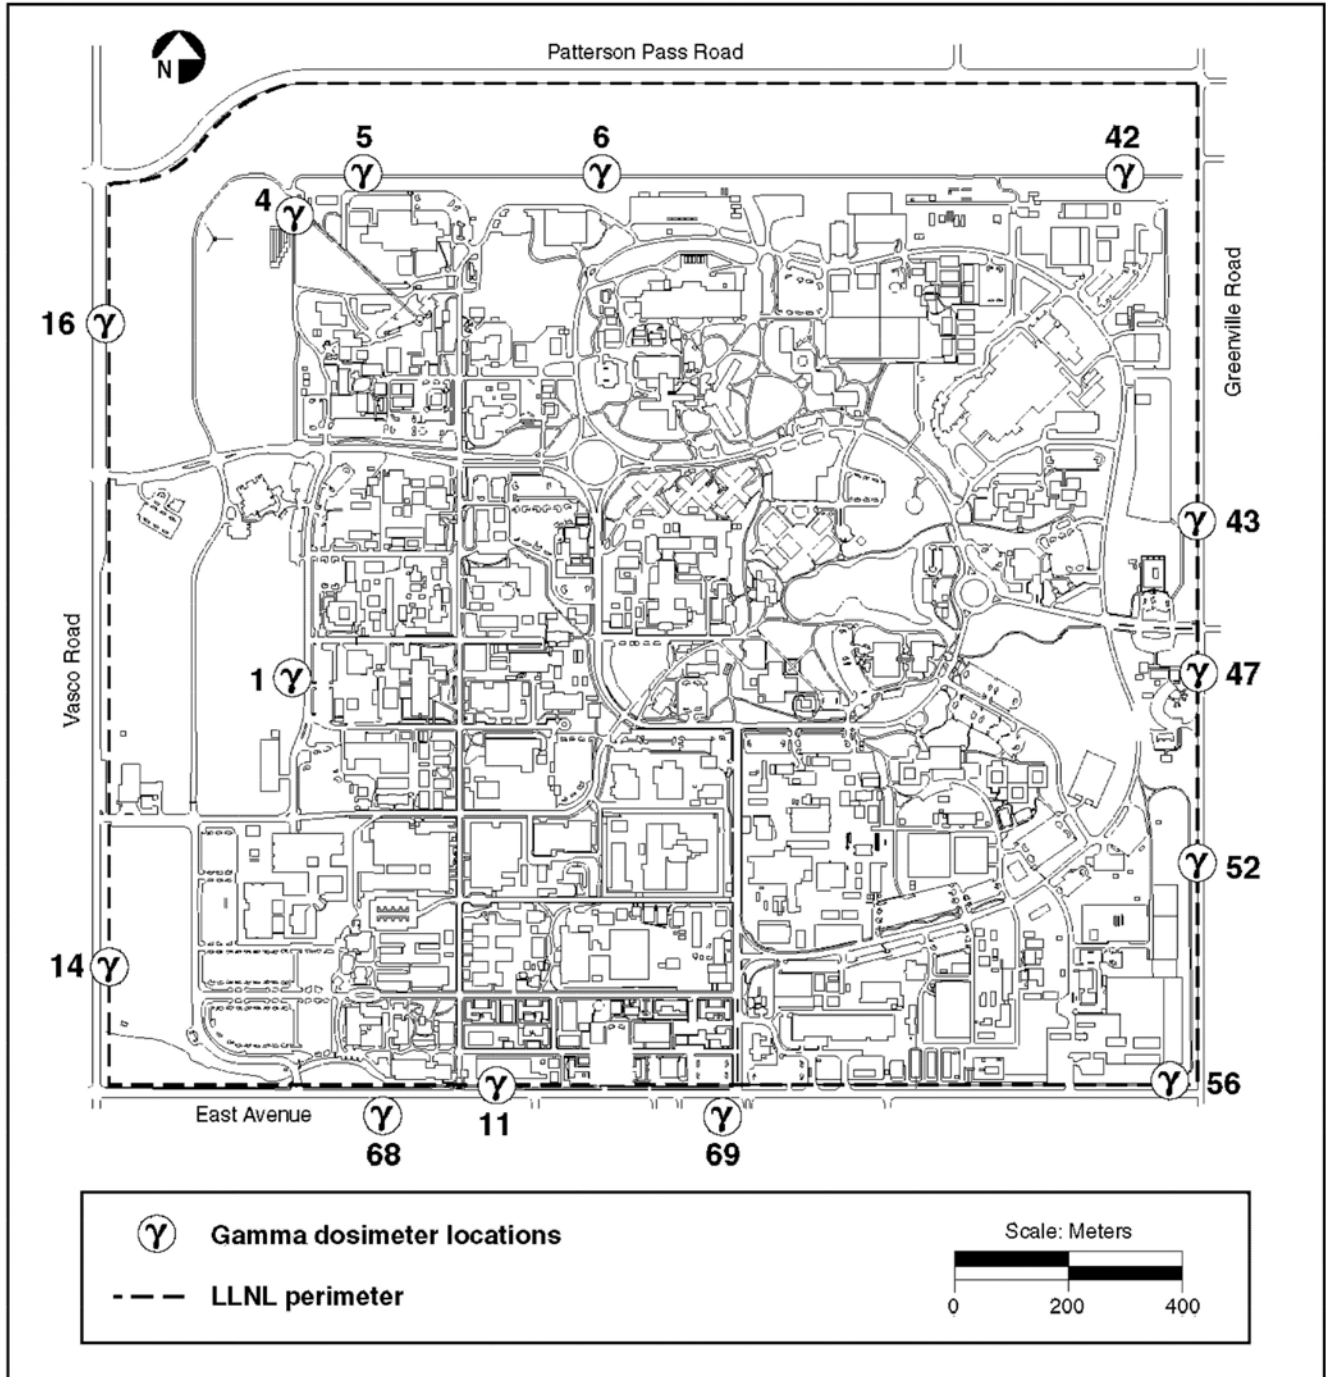 Patterson Pass Road
N
5
6
42
4
γ
γ
γ
γ
Greenville Road
16
γ
γ
43
Vasco Road
1
γ
γ
47
γ
52
14
γ
γ
γ
56
East Avenue
γ
11
γ
68
69
γ
Gamma dosimeter locations
Scale: Meters
LLNL perimeter
0
200
400